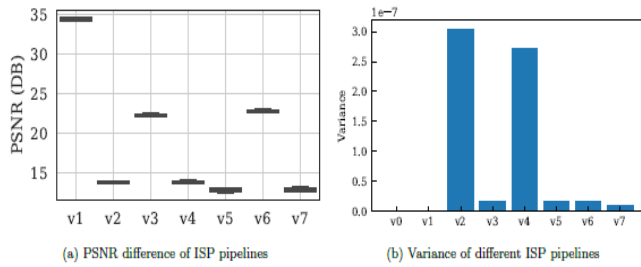 35
30
25
20
15
PSNR (DB)
v1 v2 v3 v4 v5 v6 v7
(a) PSNR difference of ISP pipelines
1e-7
3.0
2.5
2.0
1.5
1.0
0.5
0.0
Variance
v0 v1 v2 v3 v4 v5 v6 v7
(b) Variance of different ISP pipelines